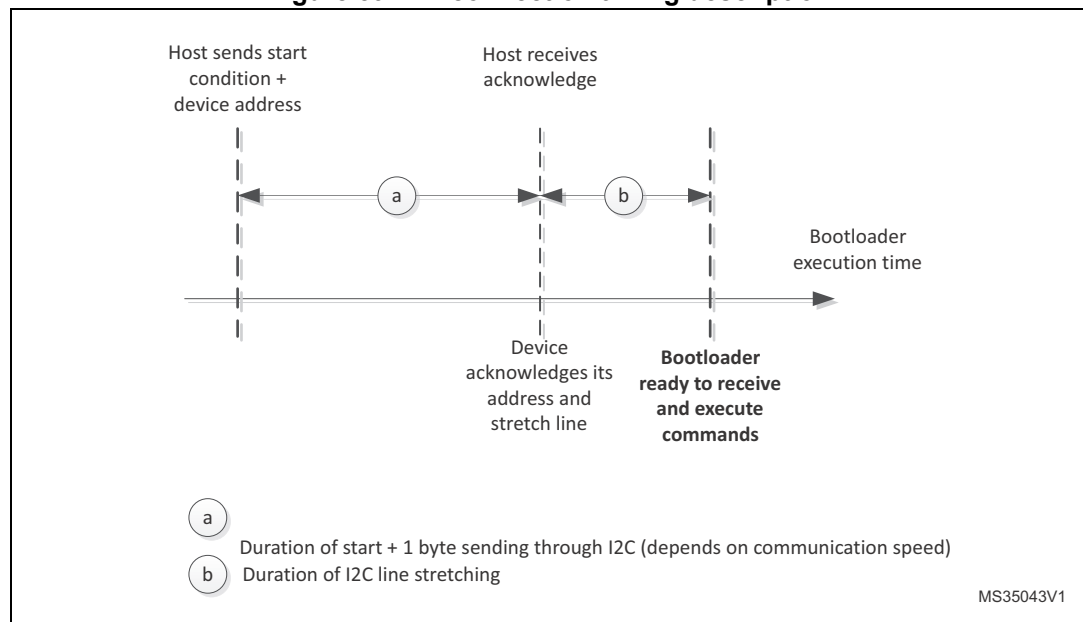 Host sends start
condition +
device address
Host receives
acknowledge
a
b
Bootloader
execution time
Device
acknowledges its
address and
stretch line
Bootloader
ready to receive
and execute
commands
a
Duration of start + 1 byte sending through I2C (depends on communication speed)
b Duration of I2C line stretching
MS35043V1